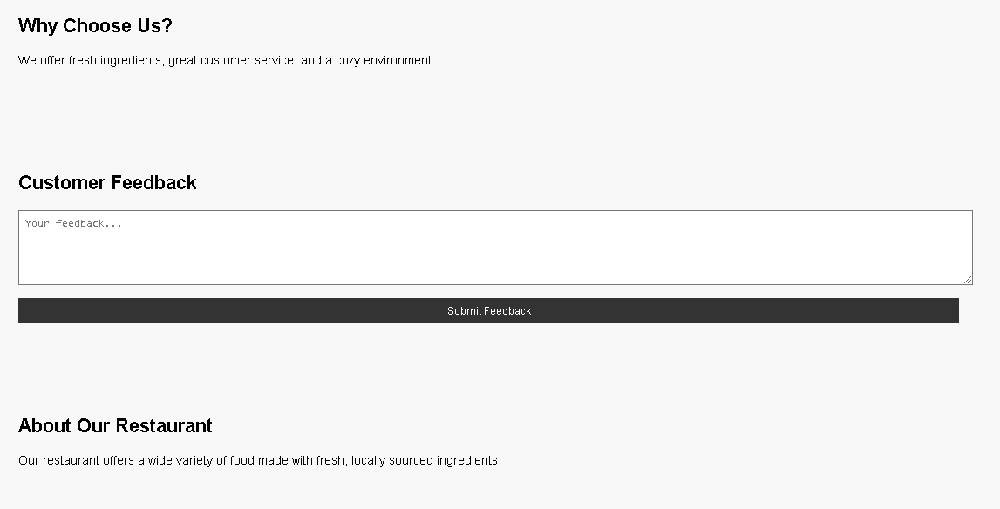 Why Choose Us?
We offer fresh ingredients, great customer service, and a cozy environment.
Customer Feedback
Your feedback...
Submit Feedback
About Our Restaurant
Our restaurant offers a wide variety of food made with fresh, locally sourced ingredients.